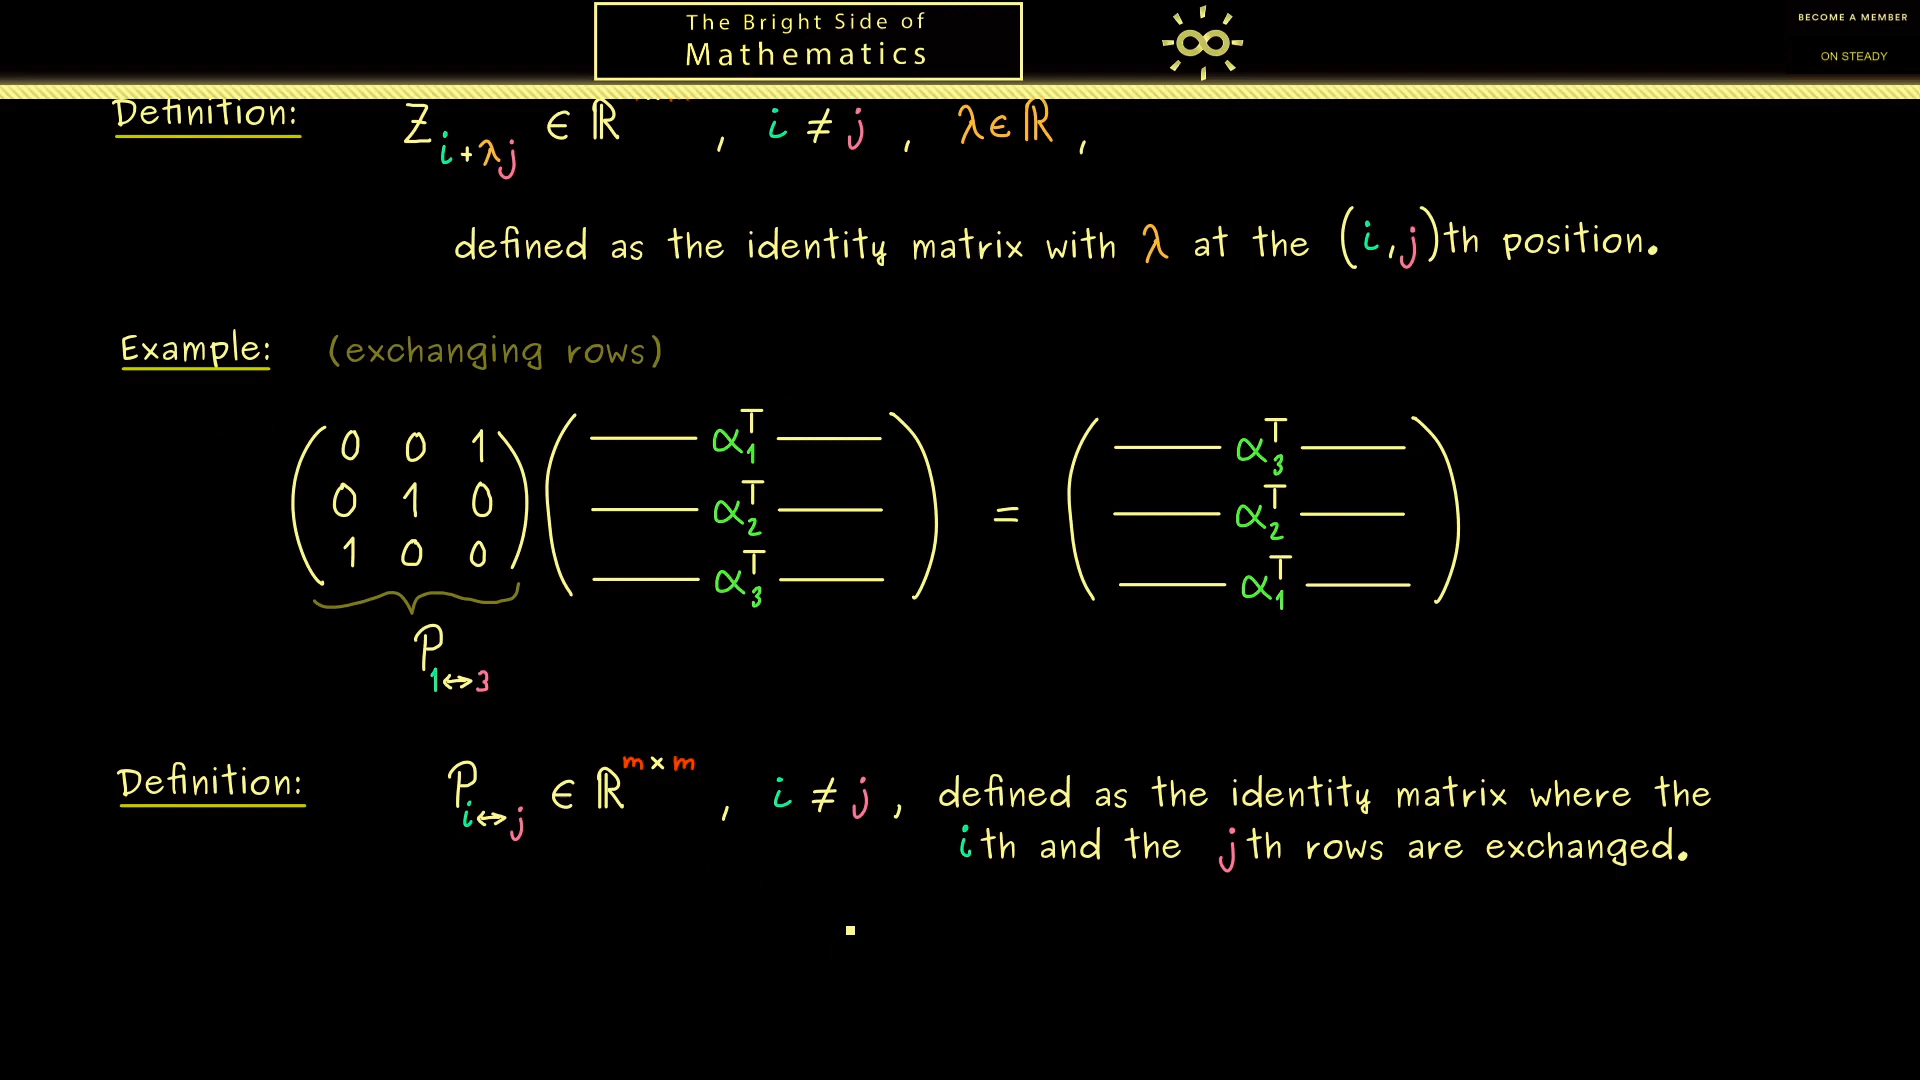 The Bright Side of
Mathematics
BECOME A MEMBER
ON STEADY
Definition: Z_{i+λj} ∈ ℝ , i ≠ j , λ ∈ ℝ ,
defined as the identity matrix with λ at the (i,j)th position.
Example: (exchanging rows)
( 0 0 1 ) ( — α₁ᵀ — ) ( — α₃ᵀ — )
( 0 1 0 ) ( — α₂ᵀ — ) = ( — α₂ᵀ — )
( 1 0 0 ) ( — α₃ᵀ — ) ( — α₁ᵀ — )
P_{1↔3}
Definition: P_{i↔j} ∈ ℝ^{m×m} , i ≠ j , defined as the identity matrix where the
ith and the jth rows are exchanged.